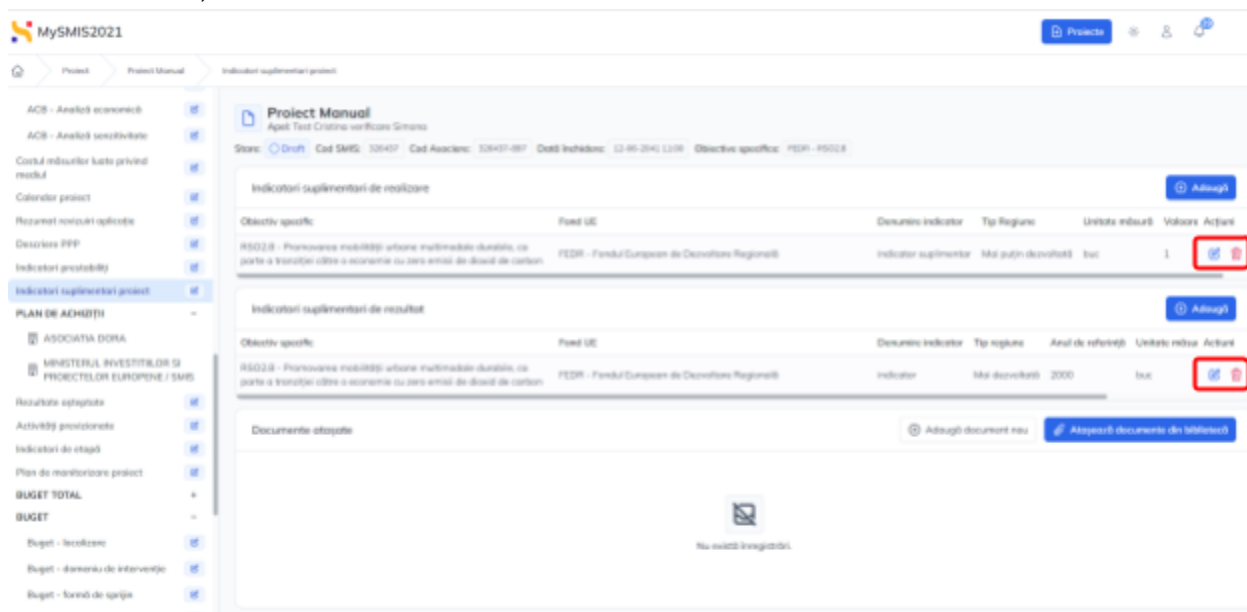 MySMIS2021
Proiecte
Proiect
Proiect Manual
Indicatori suplimentari proiect
ACB - Analiză economică
ACB - Analiză senzitivitate
Costul măsurilor luate privind
mediul
Calendar proiect
Rezumat revizuiri aplicație
Descriere PPP
Indicatori prestabiliți
Indicatori suplimentari proiect
PLAN DE ACHIZIȚII
ASOCIATIA DORA
MINISTERUL INVESTITIILOR SI
PROIECTELOR EUROPENE / SMIS
Rezultate așteptate
Activități previzionate
Indicatori de etapă
Plan de monitorizare proiect
BUGET TOTAL
BUGET
Buget - localizare
Buget - domeniu de intervenție
Buget - formă de sprijin
Proiect Manual
Apel: Test Cristina verificare Simona
Stare: Draft Cod SMIS: 326437 Cod Asociere: Dată închidere: Obiective specifice:
Indicatori suplimentari de realizare
Adaugă
Obiectiv specific Fond UE Denumire indicator Tip Regiune Unitate măsură Valoare Acțiuni
RSO2.8 - Promovarea mobilității urbane multimodale durabile, ca
parte a tranziției către o economie cu zero emisii de dioxid de carbon
FEDR - Fondul European de Dezvoltare Regională
indicator suplimentar Mai puțin dezvoltată buc 1
Indicatori suplimentari de rezultat
Adaugă
Obiectiv specific Fond UE Denumire indicator Tip regiune Anul de referință Unitate măsu Acțiuni
RSO2.8 - Promovarea mobilității urbane multimodale durabile, ca
parte a tranziției către o economie cu zero emisii de dioxid de carbon
FEDR - Fondul European de Dezvoltare Regională
indicator Mai dezvoltată 2000 buc
Documente atașate
Adaugă document nou
Atașează documente din bibliotecă
Nu există înregistrări.